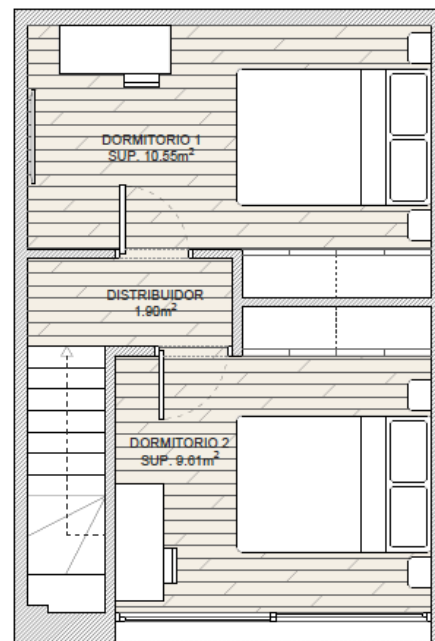 DORMITORIO 1
SUP. 10.55m²
DISTRIBUIDOR
1.90m²
DORMITORIO 2
SUP. 9.61m²